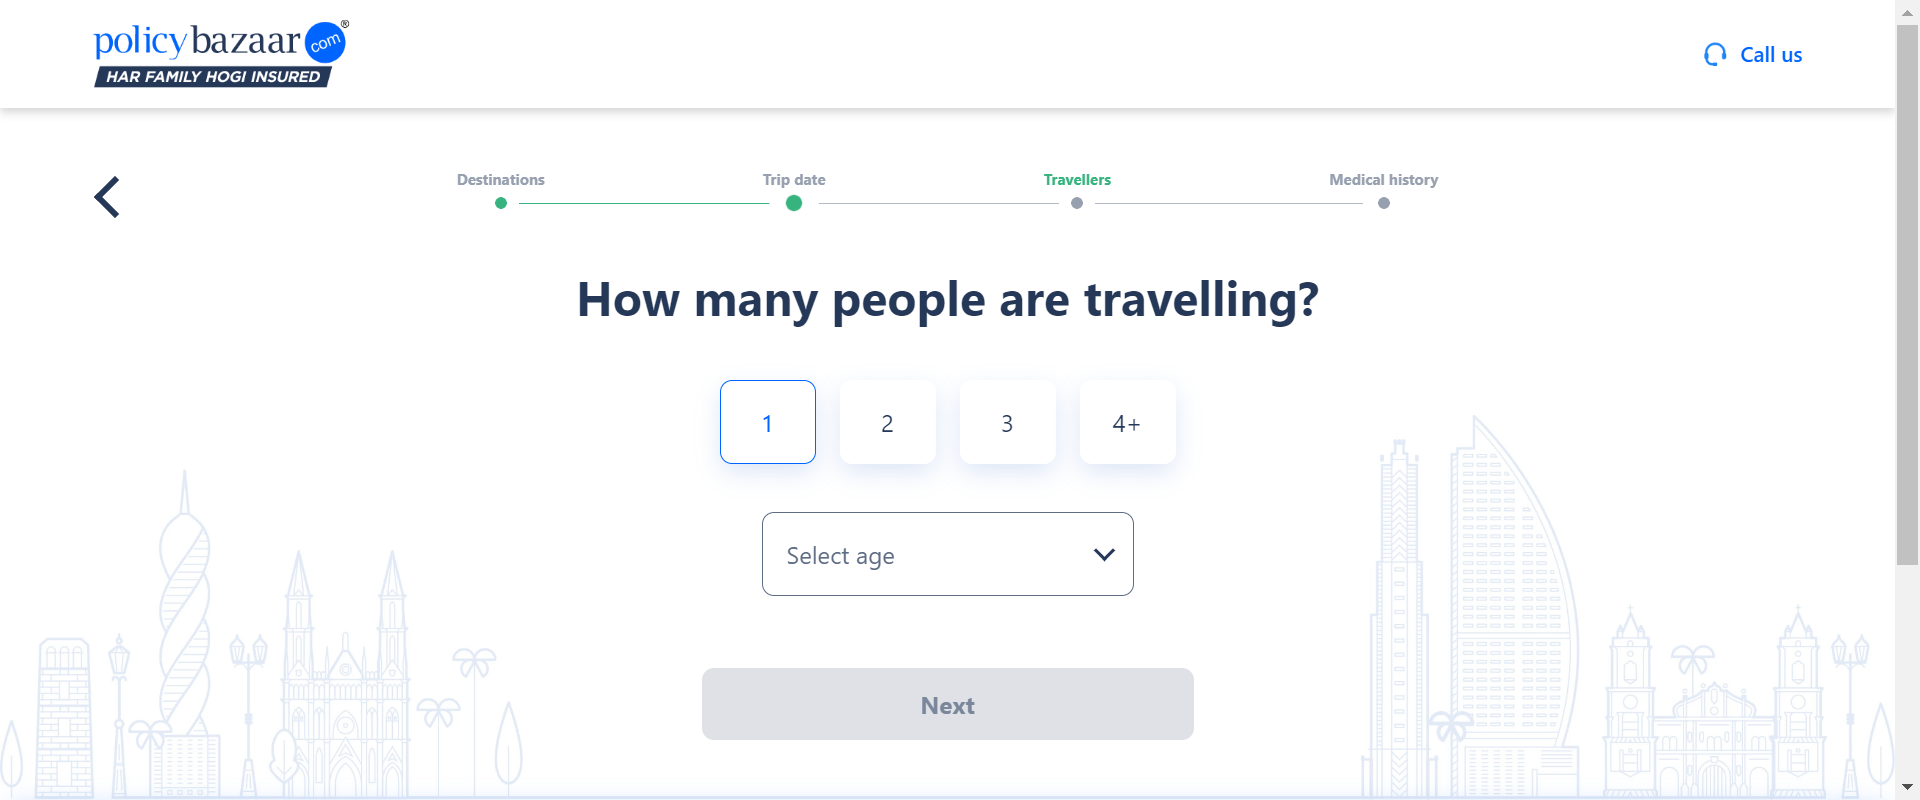 policybazaar com®
HAR FAMILY HOGI INSURED
Call us
Destinations
Trip date
Travellers
Medical history
How many people are travelling?
1
2
3
4+
Select age
Next